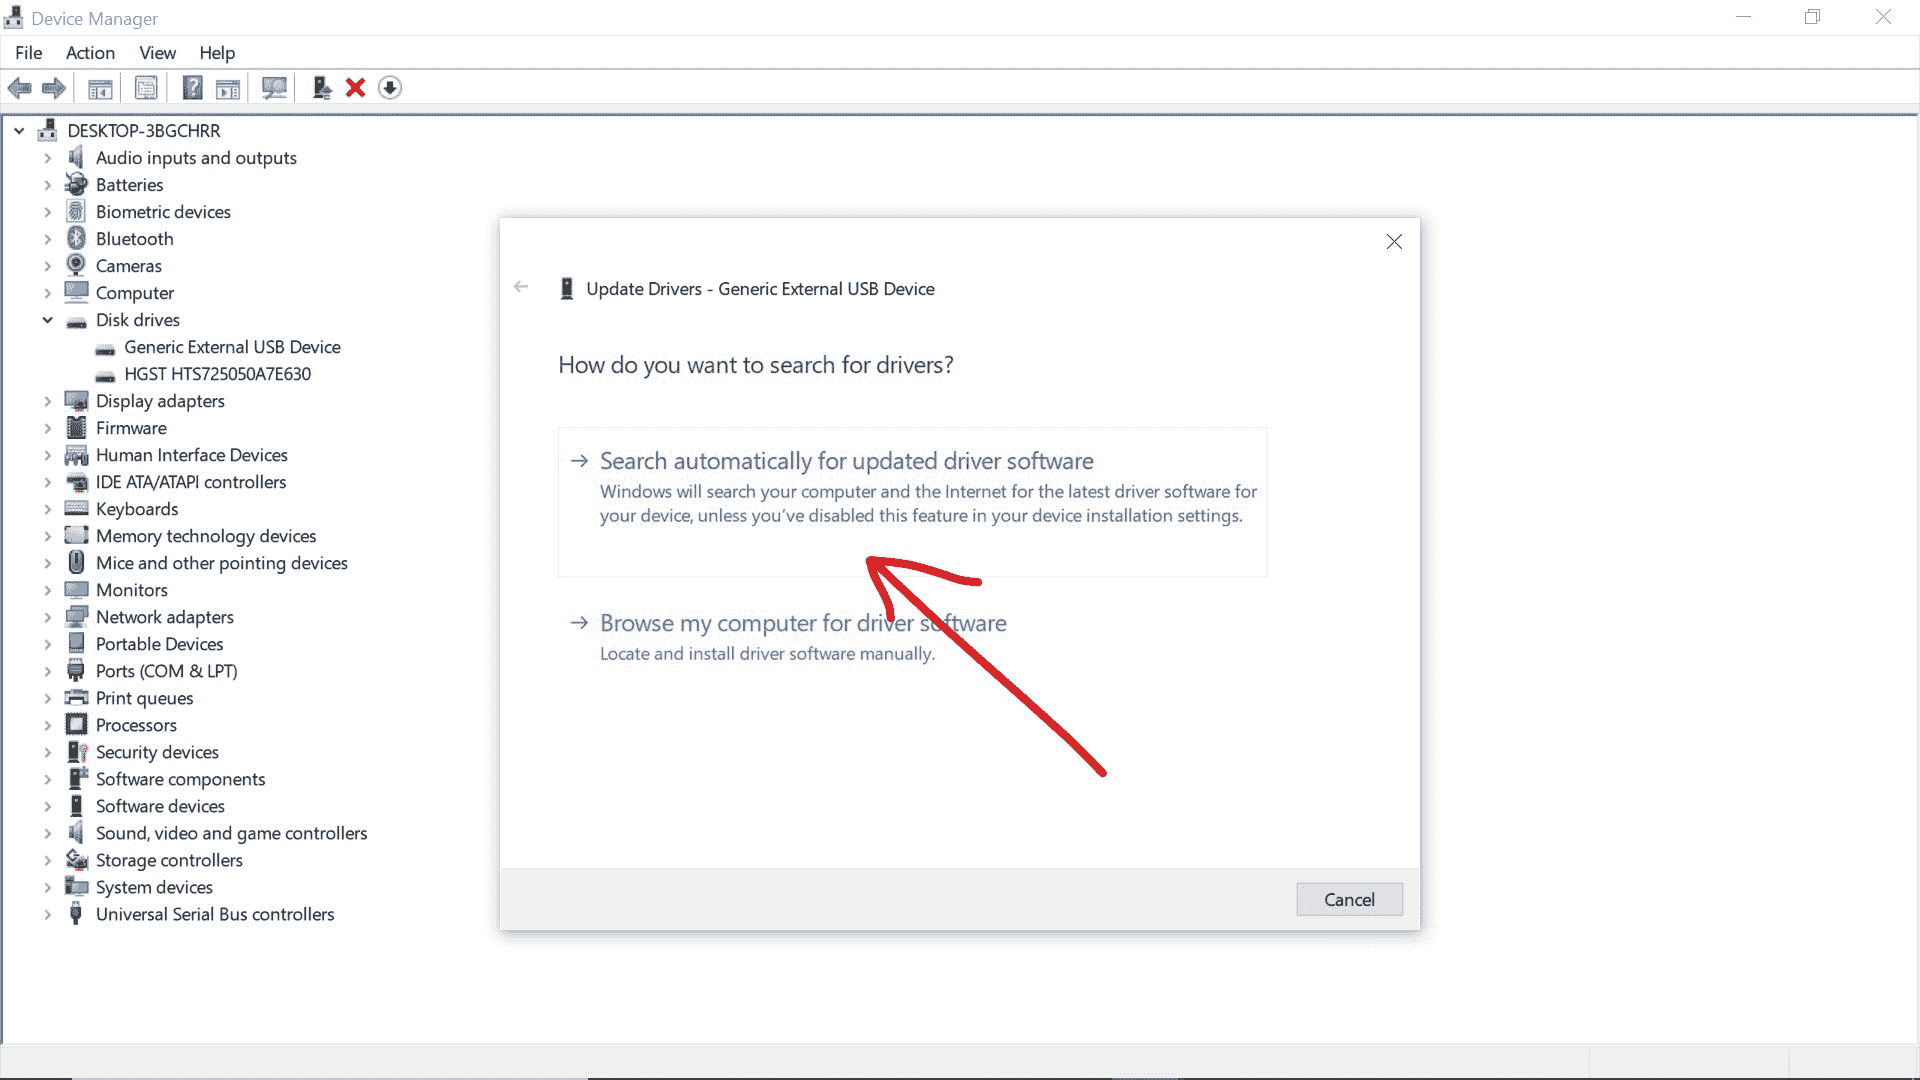 Device Manager
File Action View Help
DESKTOP-3BGCHRR
Audio inputs and outputs
Batteries
Biometric devices
Bluetooth
Cameras
Computer
Disk drives
Generic External USB Device
HGST HTS725050A7E630
Display adapters
Firmware
Human Interface Devices
IDE ATA/ATAPI controllers
Keyboards
Memory technology devices
Mice and other pointing devices
Monitors
Network adapters
Portable Devices
Ports (COM & LPT)
Print queues
Processors
Security devices
Software components
Software devices
Sound, video and game controllers
Storage controllers
System devices
Universal Serial Bus controllers
Update Drivers - Generic External USB Device
How do you want to search for drivers?
Search automatically for updated driver software
Windows will search your computer and the Internet for the latest driver software for
your device, unless you've disabled this feature in your device installation settings.
Browse my computer for driver software
Locate and install driver software manually.
Cancel